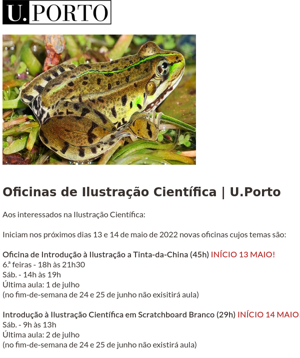 U.PORTO
Oficinas de Ilustração Científica | U.Porto
Aos interessados na Ilustração Científica:
Iniciam nos próximos dias 13 e 14 de maio de 2022 novas oficinas cujos temas são:
Oficina de Introdução à Ilustração a Tinta-da-China (45h) INÍCIO 13 MAIO!
6.ª feiras - 18h às 21h30
Sáb. - 14h às 19h
Última aula: 1 de julho
(no fim-de-semana de 24 e 25 de junho não exisitirá aula)
Introdução à Ilustração Científica em Scratchboard Branco (29h) INÍCIO 14 MAIO
Sáb. - 9h às 13h
Última aula: 2 de julho
(no fim-de-semana de 24 e 25 de junho não existirá aula)